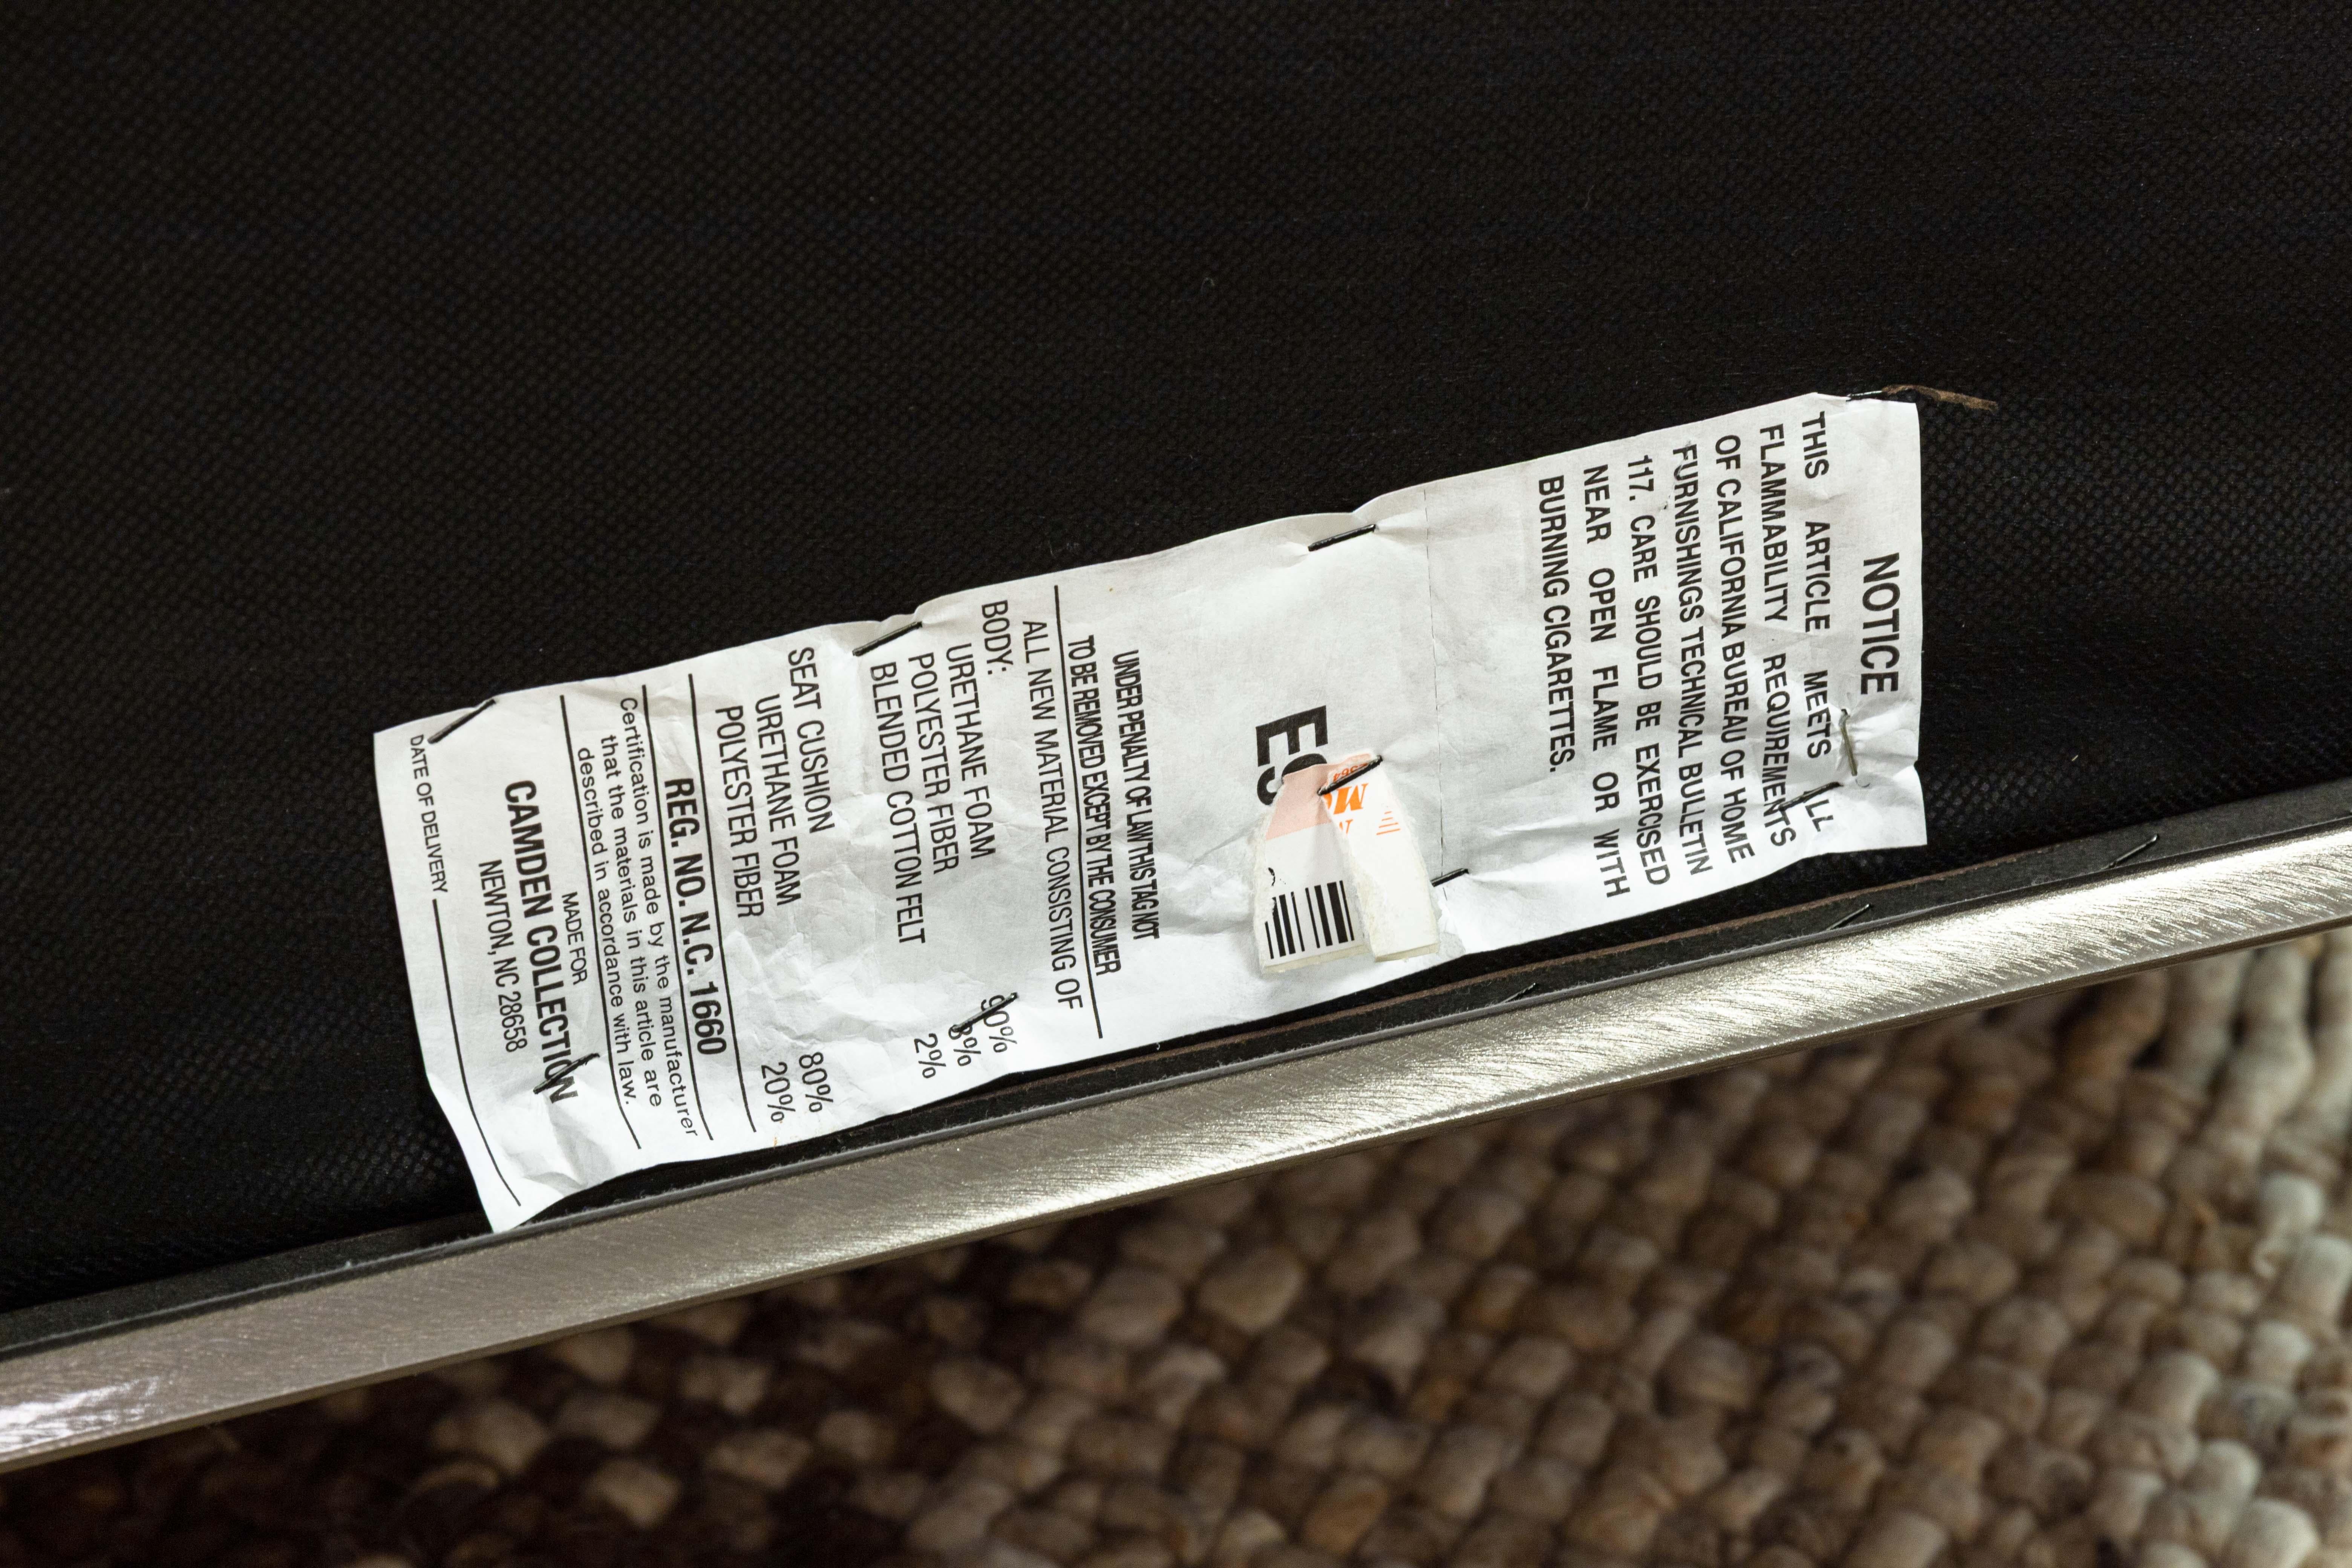 NOTICE
THIS ARTICLE MEETS ALL
FLAMMABILITY REQUIREMENTS
OF CALIFORNIA BUREAU OF HOME
FURNISHINGS TECHNICAL BULLETIN
117. CARE SHOULD BE EXERCISED
NEAR OPEN FLAME OR WITH
BURNING CIGARETTES.
UNDER PENALTY OF LAW THIS TAG NOT
TO BE REMOVED EXCEPT BY THE CONSUMER
ALL NEW MATERIAL CONSISTING OF
BODY:
URETHANE FOAM 90%
POLYESTER FIBER 8%
BLENDED COTTON FELT 2%
SEAT CUSHION
URETHANE FOAM 80%
POLYESTER FIBER 20%
REG. NO. N.C. 1660
Certification is made by the manufacturer
that the materials in this article are
described in accordance with law.
MADE FOR
CAMDEN COLLECTION
NEWTON, NC 28658
DATE OF DELIVERY